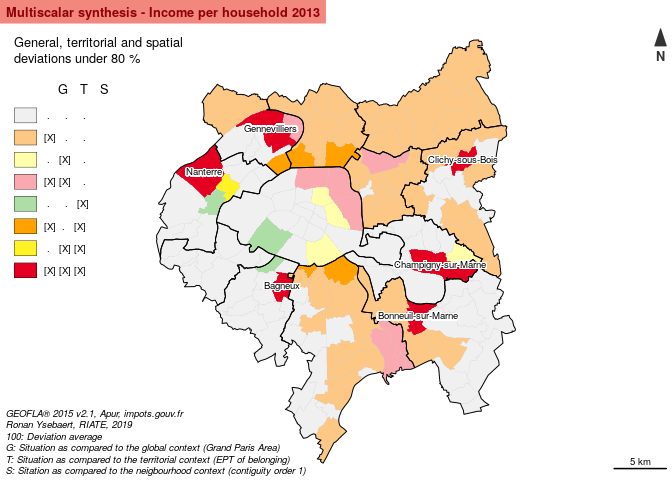 Multiscalar synthesis - Income per household 2013
General, territorial and spatial
deviations under 80 %
N
G T S
. . .
[X] . .
. [X] .
[X] [X] .
. . [X]
[X] . [X]
. [X] [X]
[X] [X] [X]
Gennevilliers
Clichy-sous-Bois
Nanterre
Champigny-sur-Marne
Bagneux
Bonneuil-sur-Marne
GEOFLA® 2015 v2.1, Apur, impots.gouv.fr
Ronan Ysebaert, RIATE, 2019
100: Deviation average
G: Situation as compared to the global context (Grand Paris Area)
T: Situation as compared to the territorial context (EPT of belonging)
S: Sitation as compared to the neigbourhood context (contiguity order 1)
5 km